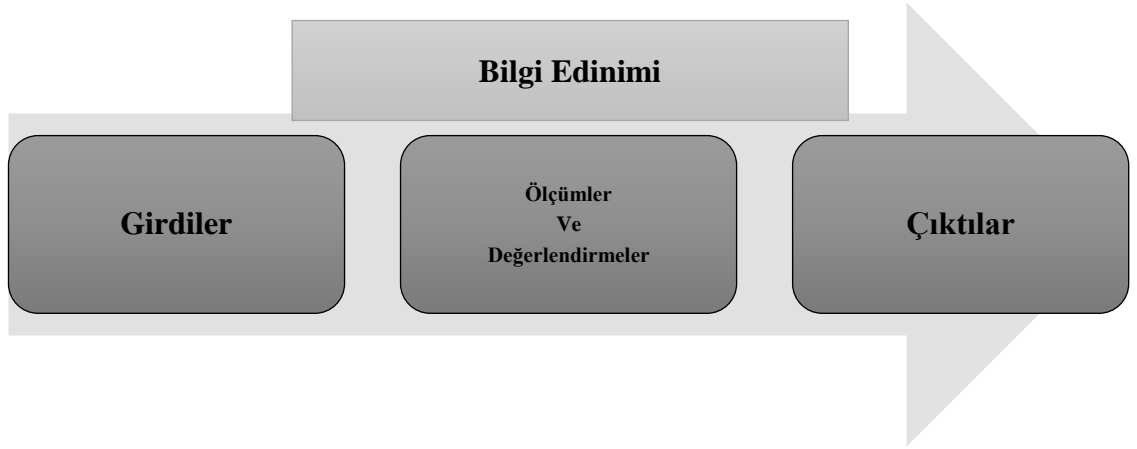 Bilgi Edinimi
Girdiler
Ölçümler
Ve
Değerlendirmeler
Çıktılar